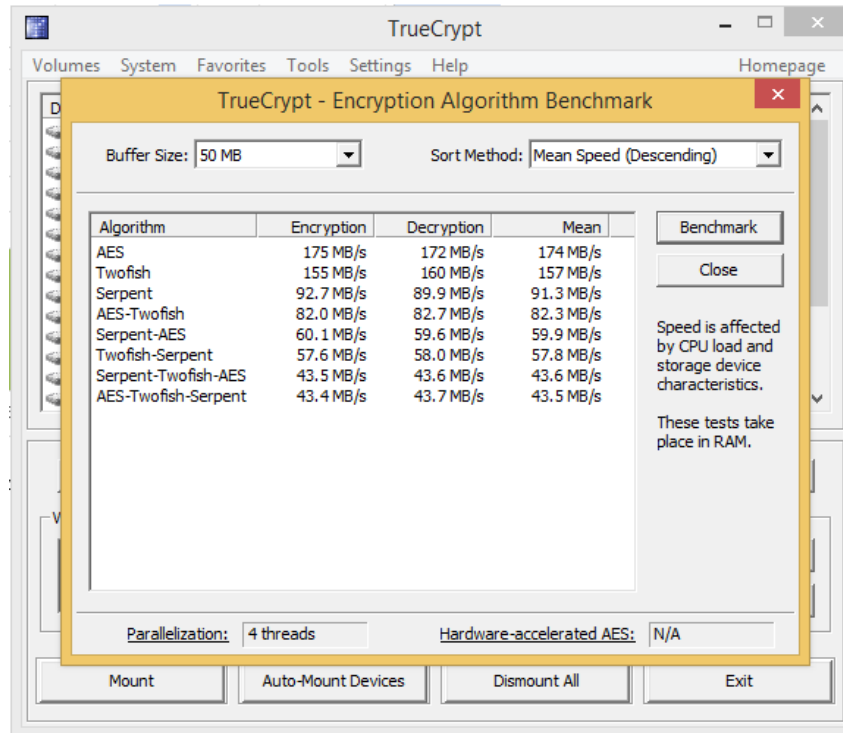 TrueCrypt
Volumes System Favorites Tools Settings Help Homepage
D
TrueCrypt - Encryption Algorithm Benchmark
Buffer Size: 50 MB Sort Method: Mean Speed (Descending)
Algorithm Encryption Decryption Mean
AES 175 MB/s 172 MB/s 174 MB/s
Twofish 155 MB/s 160 MB/s 157 MB/s
Serpent 92.7 MB/s 89.9 MB/s 91.3 MB/s
AES-Twofish 82.0 MB/s 82.7 MB/s 82.3 MB/s
Serpent-AES 60.1 MB/s 59.6 MB/s 59.9 MB/s
Twofish-Serpent 57.6 MB/s 58.0 MB/s 57.8 MB/s
Serpent-Twofish-AES 43.5 MB/s 43.6 MB/s 43.6 MB/s
AES-Twofish-Serpent 43.4 MB/s 43.7 MB/s 43.5 MB/s
Benchmark
Close
Speed is affected
by CPU load and
storage device
characteristics.
These tests take
place in RAM.
V
Parallelization: 4 threads Hardware-accelerated AES: N/A
Mount Auto-Mount Devices Dismount All Exit